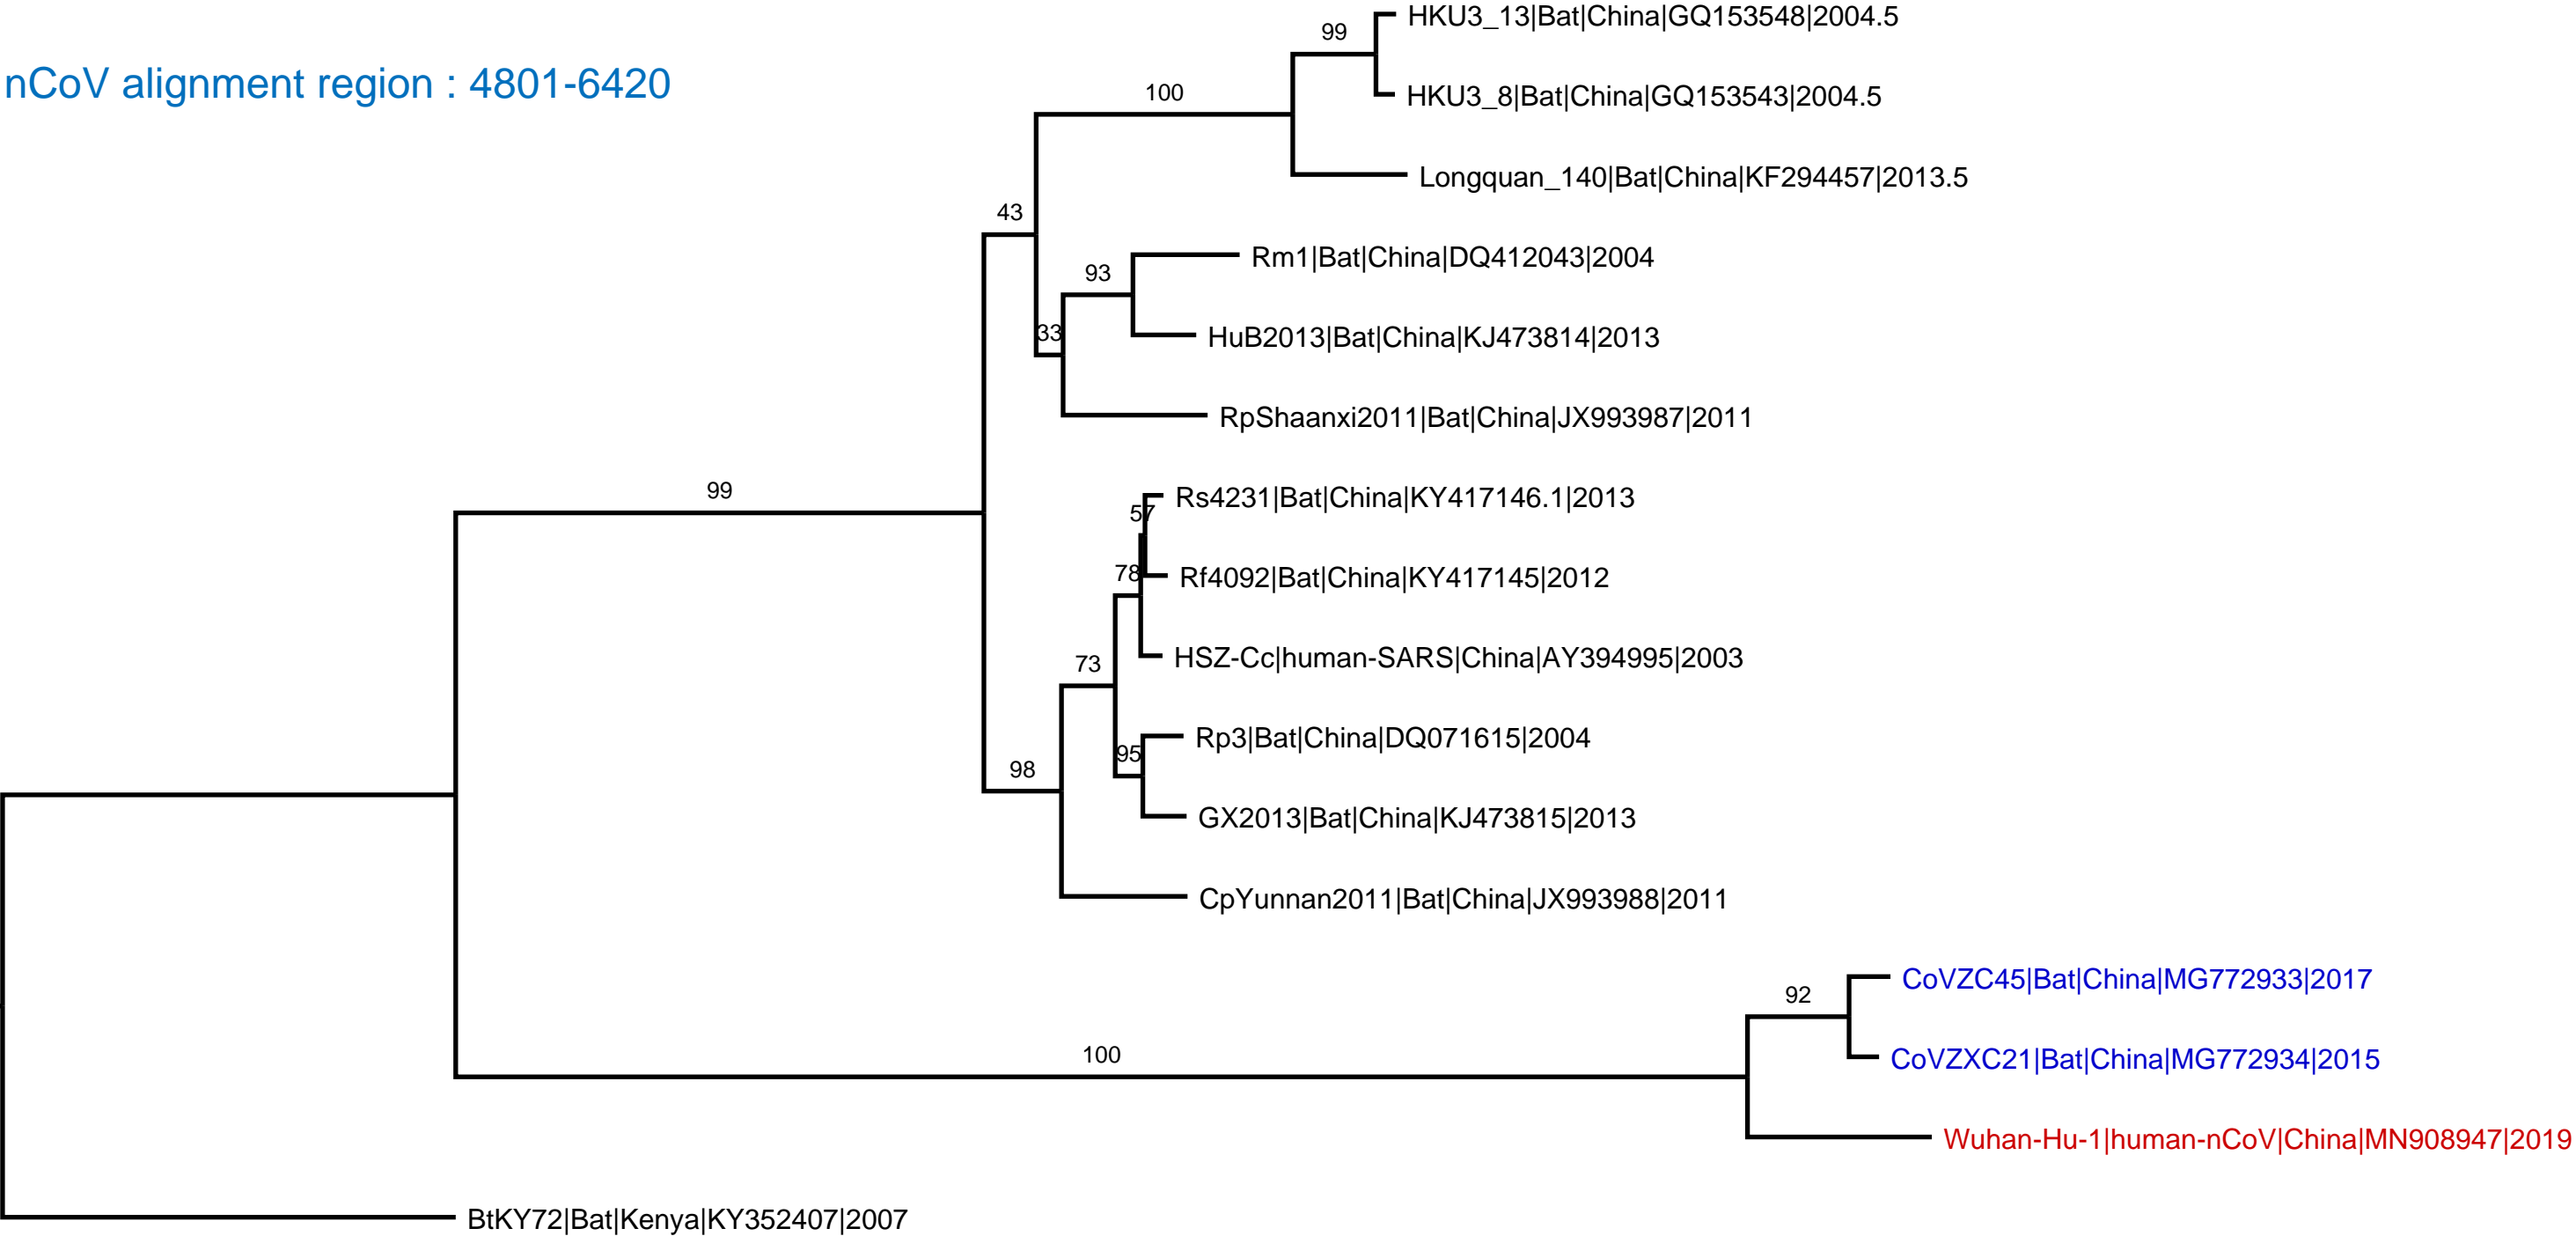 HKU3_13|Bat|China|GQ153548|2004.5
99
nCoV alignment region : 4801-6420
HKU3_8|Bat|China|GQ153543|2004.5
100
Longquan_140|Bat|China|KF294457|2013.5
43
Rm1|Bat|China|DQ412043|2004
93
33
HuB2013|Bat|China|KJ473814|2013
RpShaanxi2011|Bat|China|JX993987|2011
99
Rs4231|Bat|China|KY417146.1|2013
57
78
Rf4092|Bat|China|KY417145|2012
HSZ-Cc|human-SARS|China|AY394995|2003
73
Rp3|Bat|China|DQ071615|2004
95
98
GX2013|Bat|China|KJ473815|2013
CpYunnan2011|Bat|China|JX993988|2011
CoVZC45|Bat|China|MG772933|2017
92
100
CoVZXC21|Bat|China|MG772934|2015
Wuhan-Hu-1|human-nCoV|China|MN908947|2019
BtKY72|Bat|Kenya|KY352407|2007